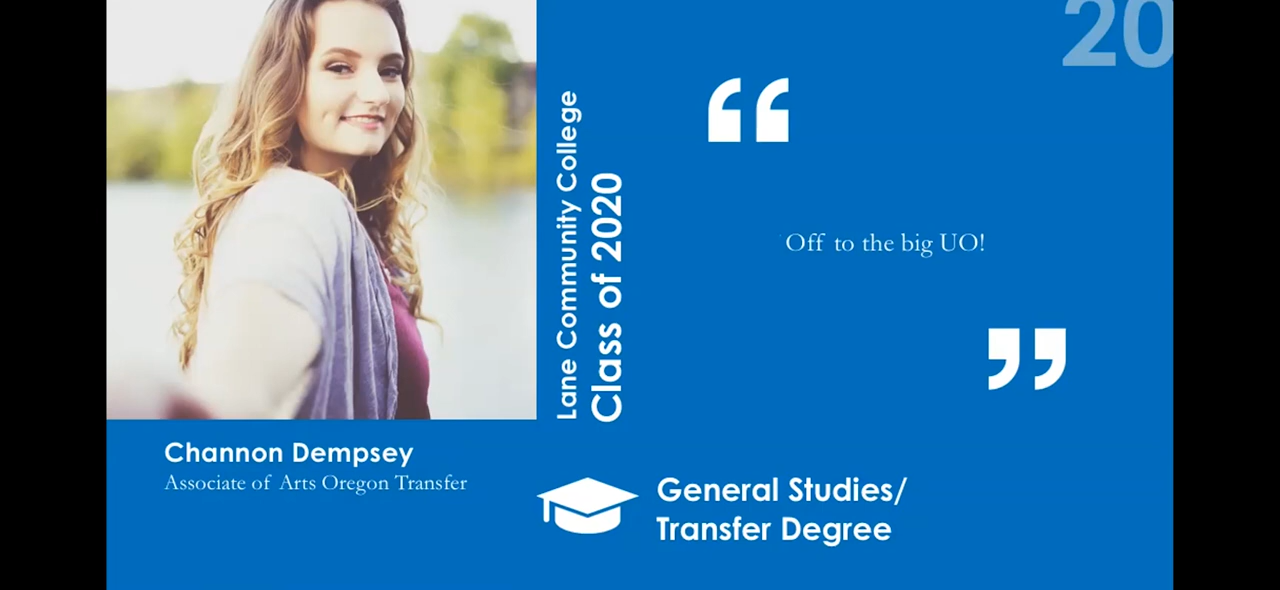 20
Lane Community College
Class of 2020
“
Off to the big UO!
”
Channon Dempsey
Associate of Arts Oregon Transfer
General Studies/
Transfer Degree